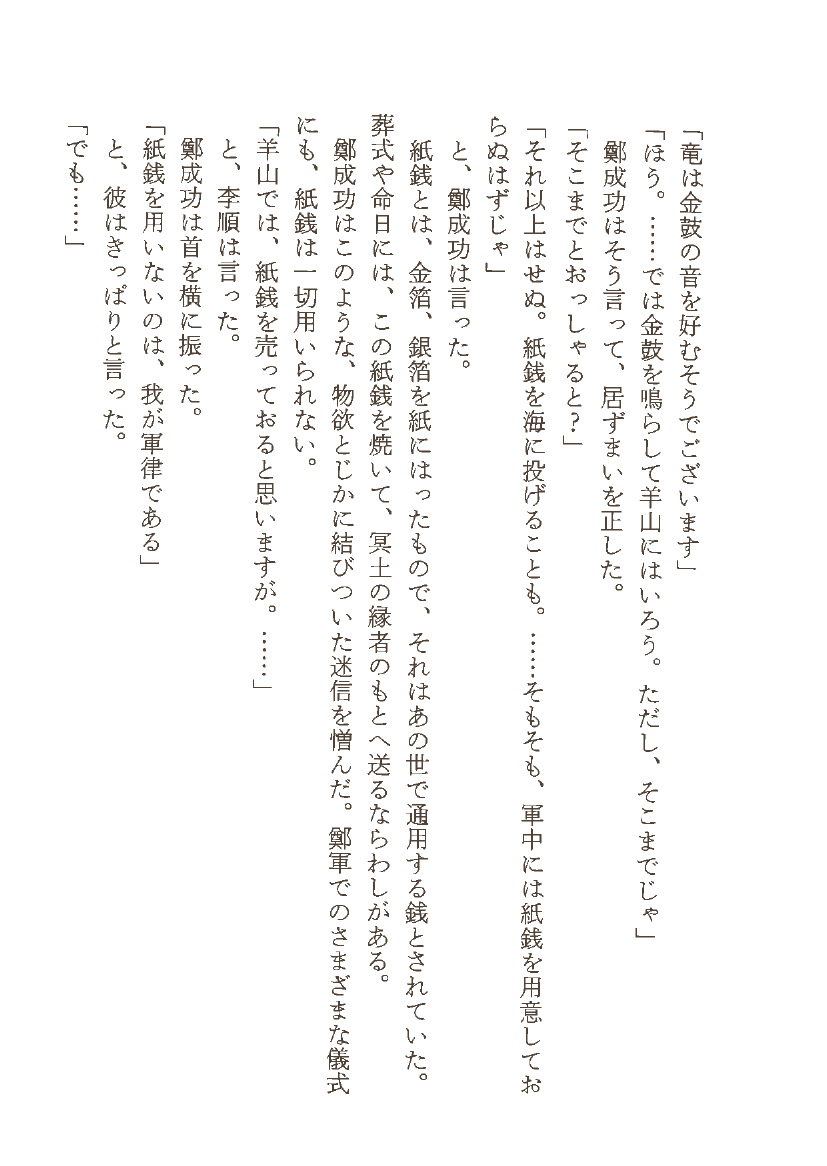 「竜は金鼓の音を好むそうでございます」
「ほう。……では金鼓を鳴らして羊山にはいろう。ただし、そこまでじゃ」
鄭成功はそう言って、居ずまいを正した。
「そこまでとおっしゃると？」
「それ以上はせぬ。紙銭を海に投げることも。……そもそも、軍中には紙銭を用意してお
らぬはずじゃ」
と、鄭成功は言った。
紙銭とは、金箔、銀箔を紙にはったもので、それはあの世で通用する銭とされていた。
葬式や命日には、この紙銭を焼いて、冥土の縁者のもとへ送るならわしがある。
鄭成功はこのような、物欲とじかに結びついた迷信を憎んだ。鄭軍でのさまざまな儀式
にも、紙銭は一切用いられない。
「羊山では、紙銭を売っておると思いますが。……」
と、李順は言った。
鄭成功は首を横に振った。
「紙銭を用いないのは、我が軍律である」
と、彼はきっぱりと言った。
「でも……」